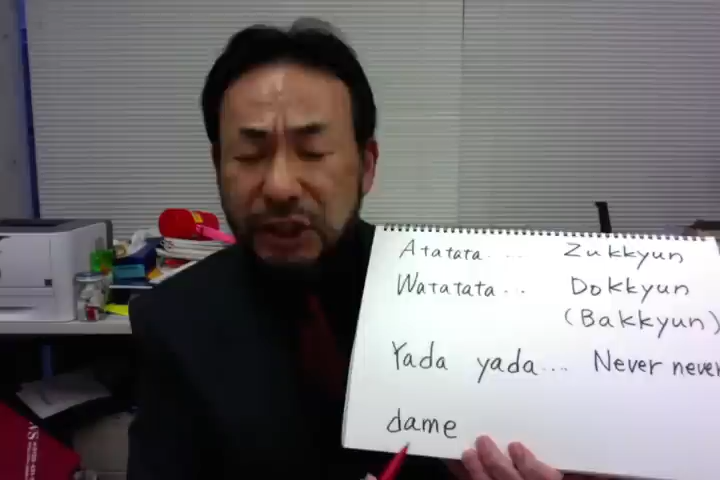 Atatata.... Zukkyun
Watatata... Dokkyun
(Bakkyun)
Yada yada... Never never
dame